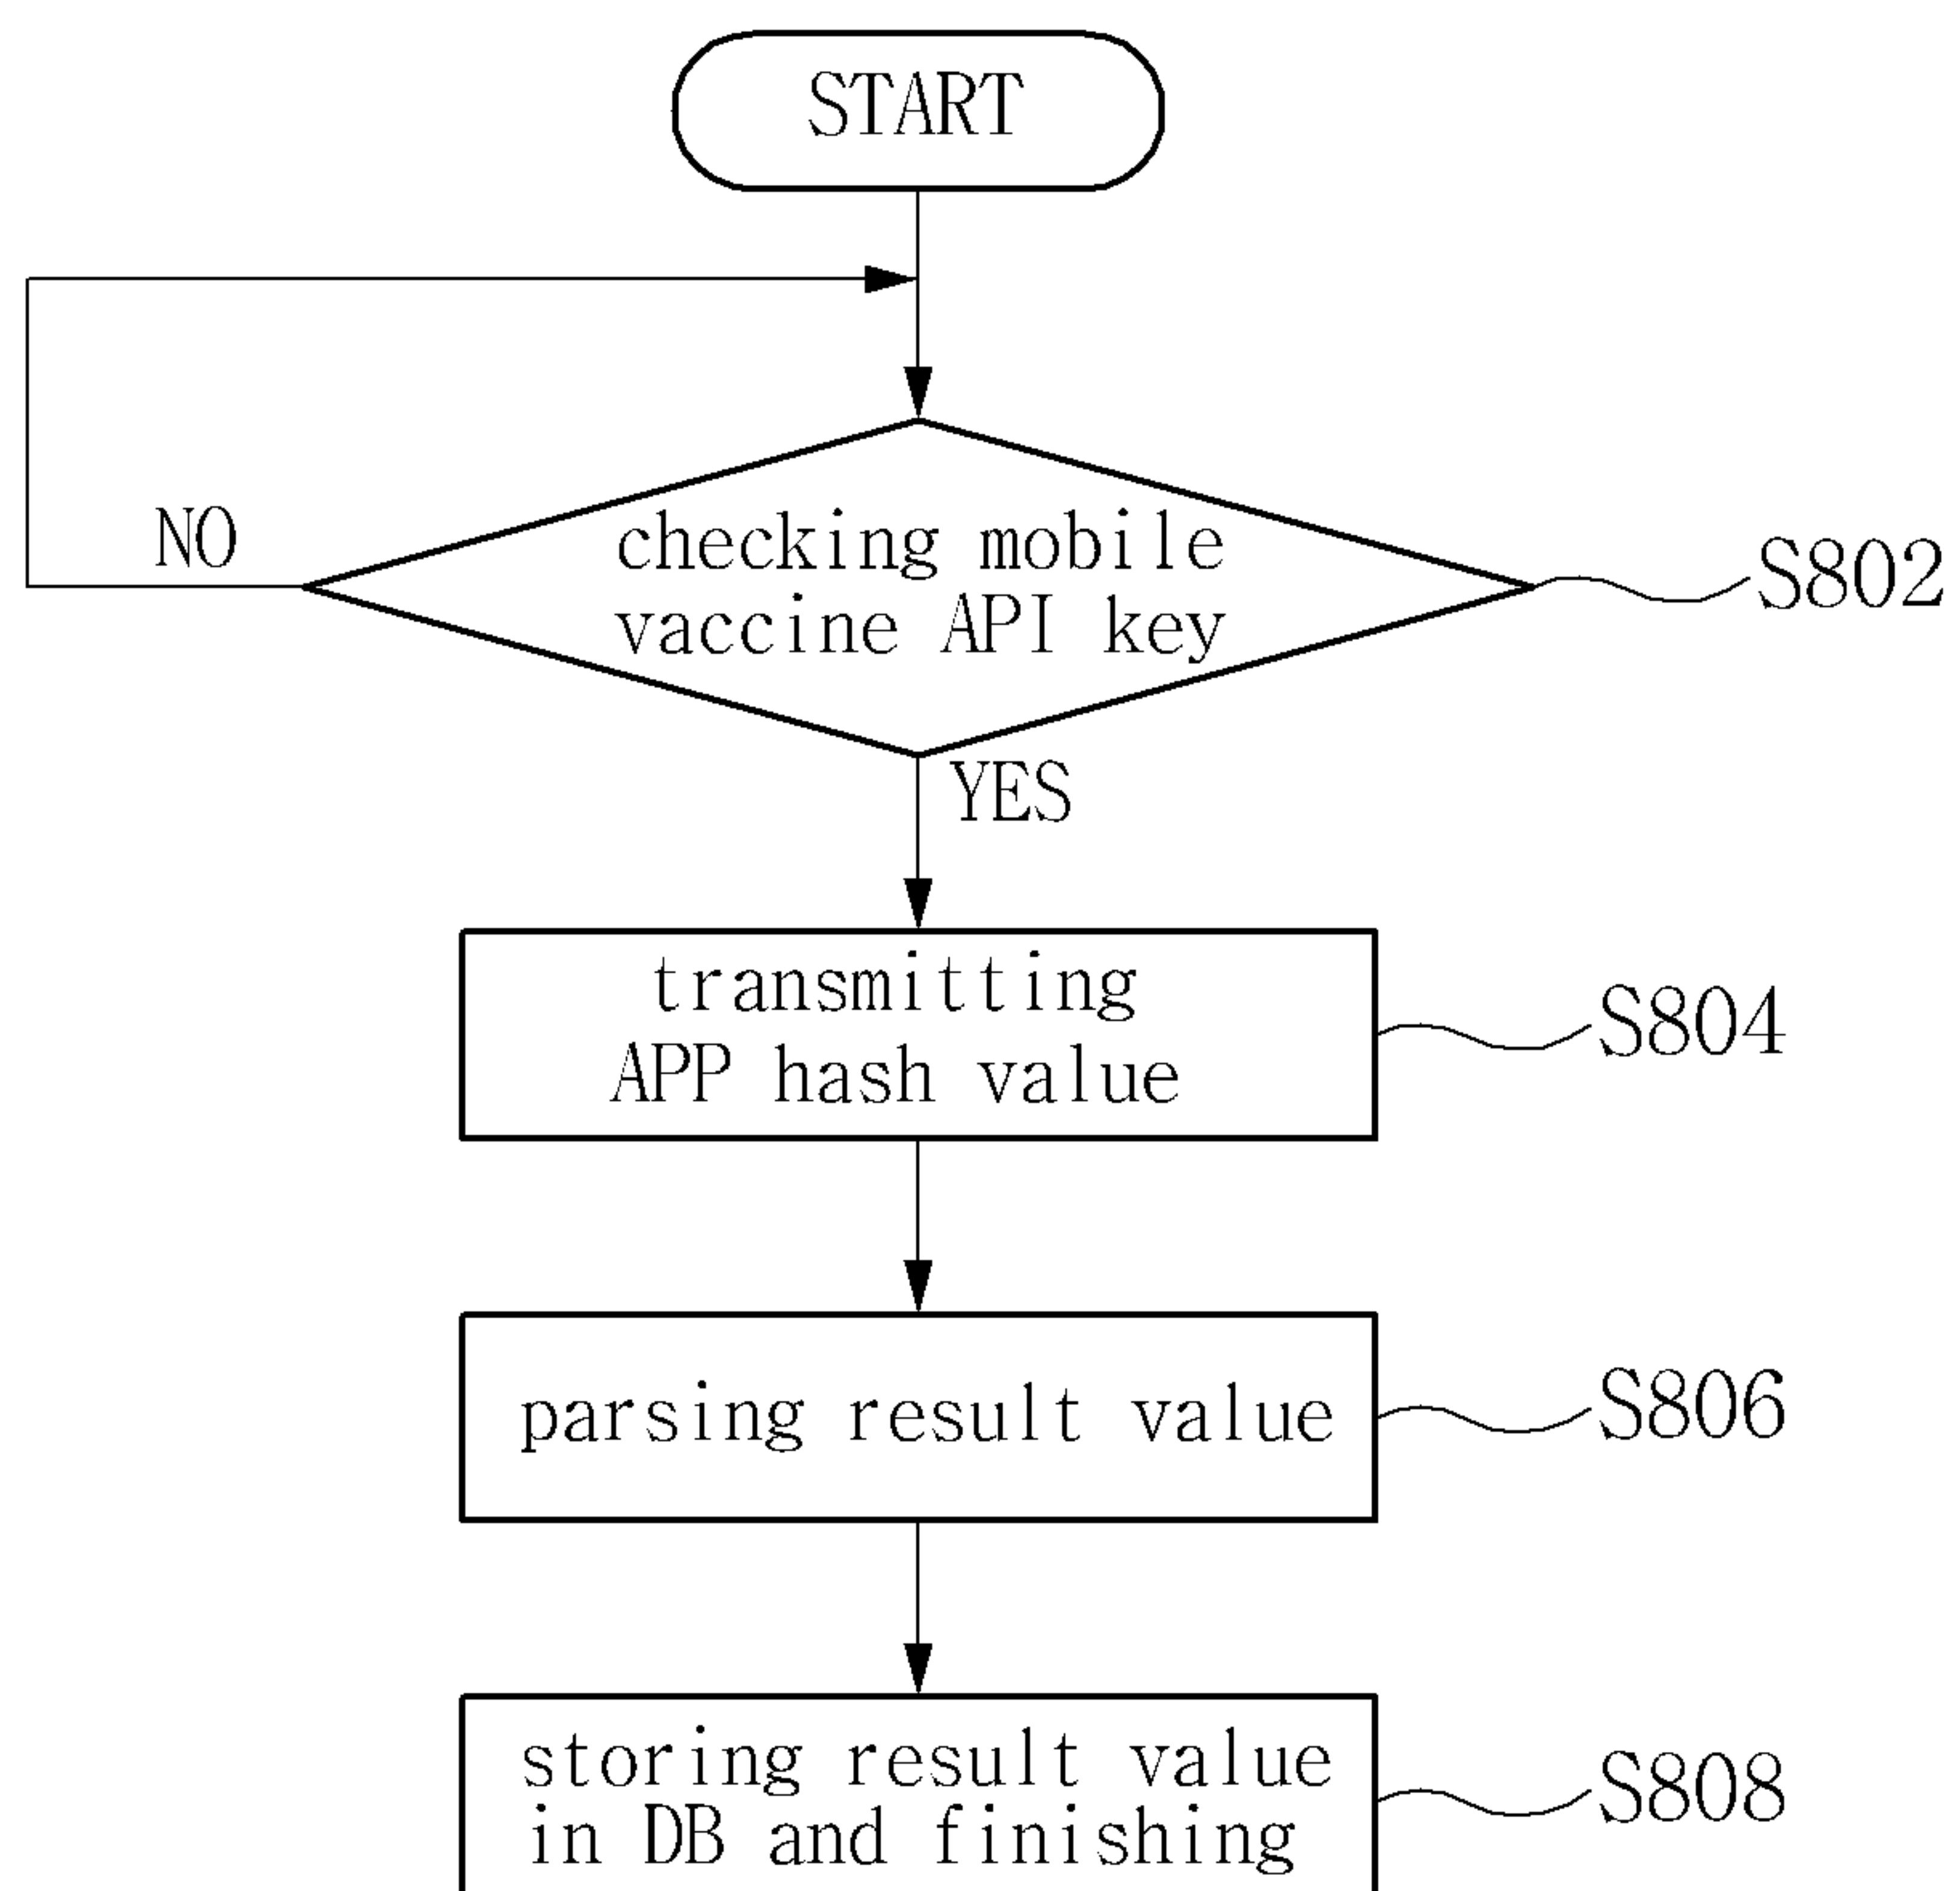 START
NO
checking mobile
vaccine API key
S802
YES
transmitting
APP hash value
S804
parsing result value
S806
storing result value
in DB and finishing
S808